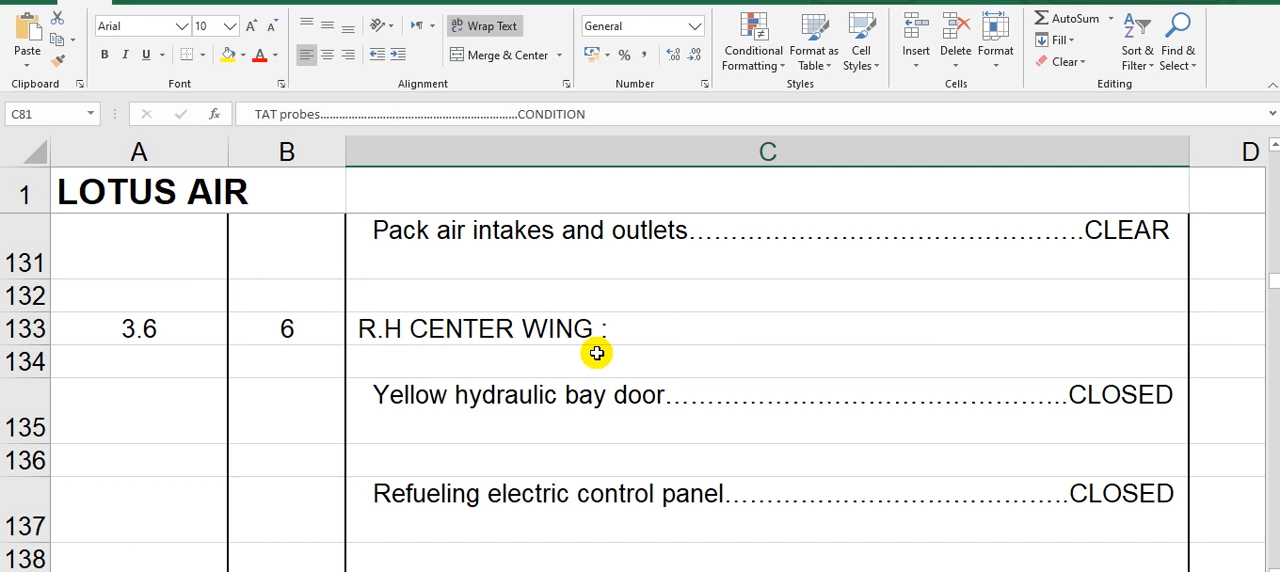 Paste
Clipboard
Arial
10
B I U
Font
Wrap Text
Merge & Center
Alignment
General
Number
Conditional Formatting
Format as Table
Cell Styles
Styles
Insert
Delete
Format
Cells
AutoSum
Fill
Clear
Sort & Filter
Find & Select
Editing
C81
fx
TAT probes..............................................................CONDITION
A B C D
1 LOTUS AIR
131 Pack air intakes and outlets…………………………………………CLEAR
132
133 3.6 6 R.H CENTER WING :
134
135 Yellow hydraulic bay door…………………………………………CLOSED
136
137 Refueling electric control panel……………………………………CLOSED
138